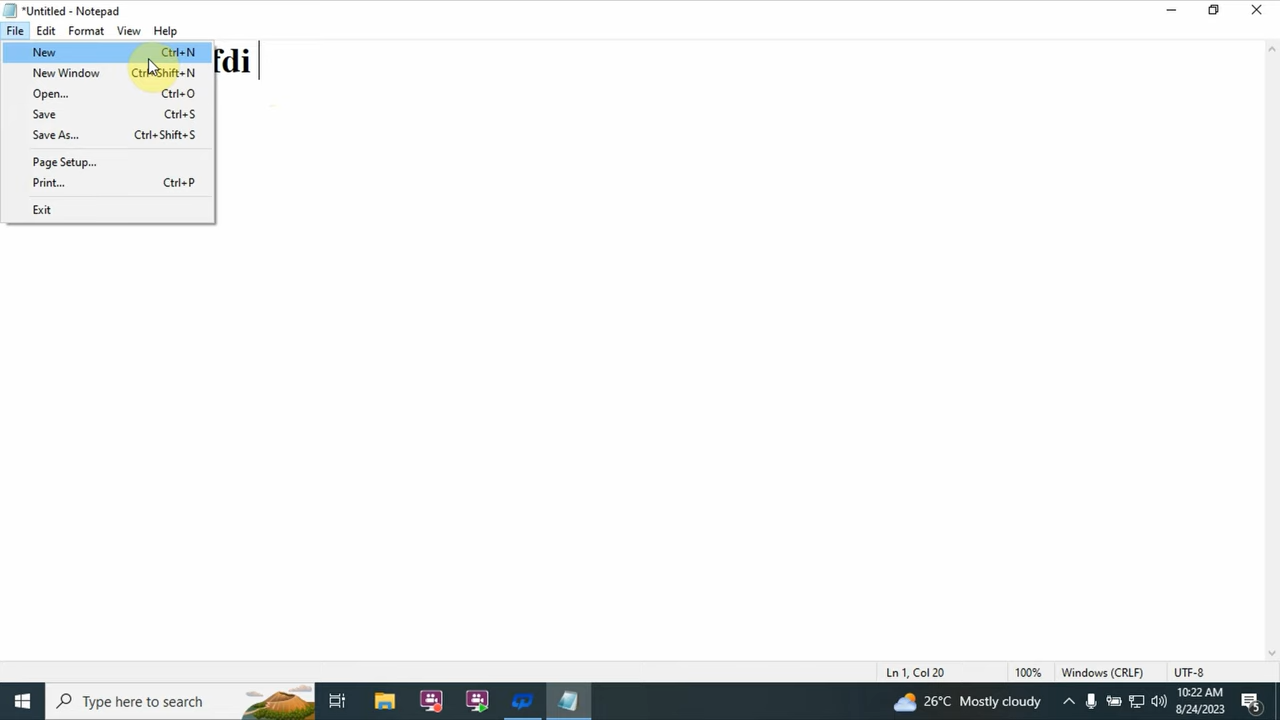 *Untitled - Notepad
File Edit Format View Help
New Ctrl+N
New Window Ctrl+Shift+N
Open... Ctrl+O
Save Ctrl+S
Save As... Ctrl+Shift+S
Page Setup...
Print... Ctrl+P
Exit
fdi
Ln 1, Col 20 100% Windows (CRLF) UTF-8
Type here to search
26°C Mostly cloudy
10:22 AM
8/24/2023
5